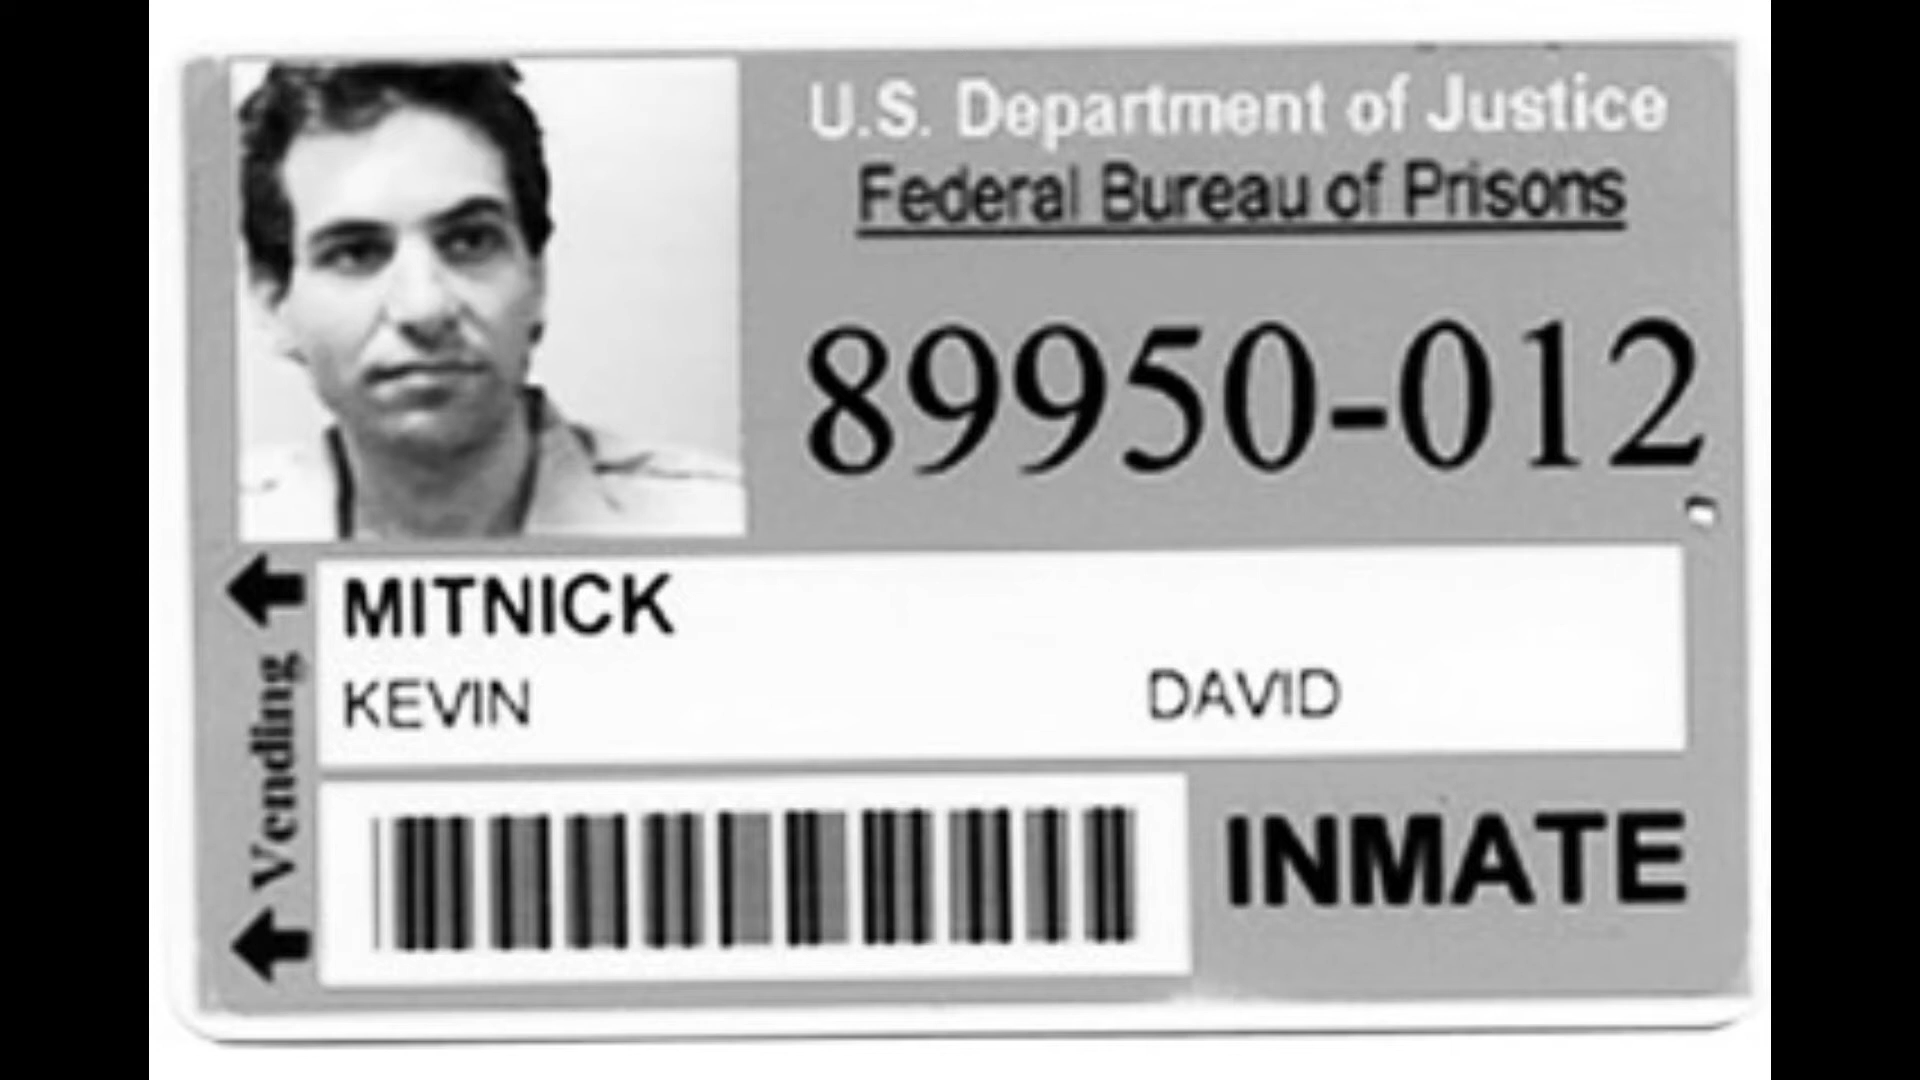 U.S. Department of Justice
Federal Bureau of Prisons
89950-012
MITNICK
KEVIN DAVID
Vending
INMATE